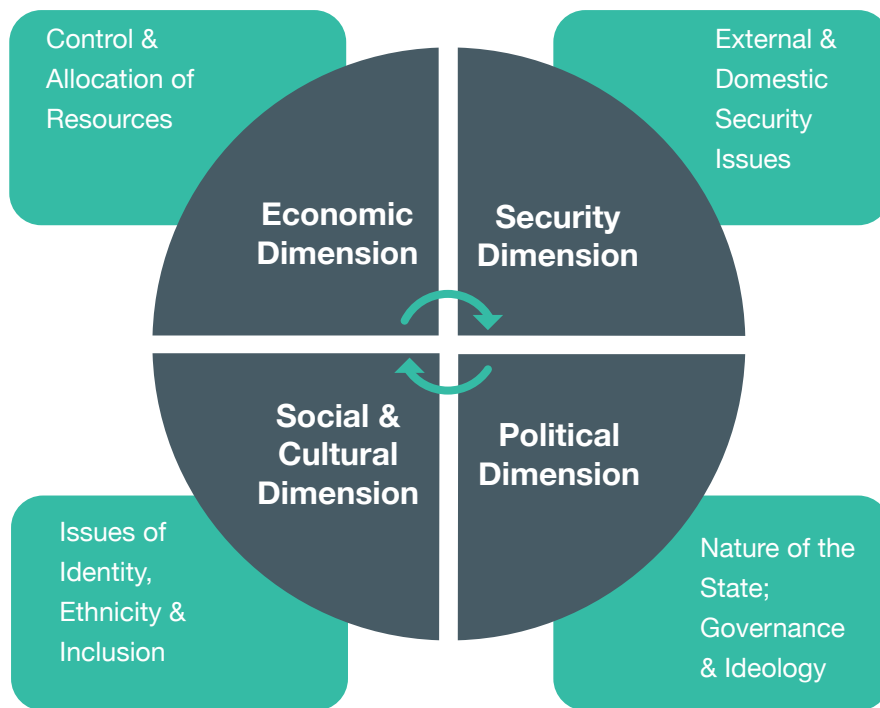 Control &
Allocation of
Resources
External &
Domestic
Security
Issues
Economic
Dimension
Security
Dimension
Social &
Cultural
Dimension
Political
Dimension
Issues of
Identity,
Ethnicity &
Inclusion
Nature of the
State;
Governance
& Ideology